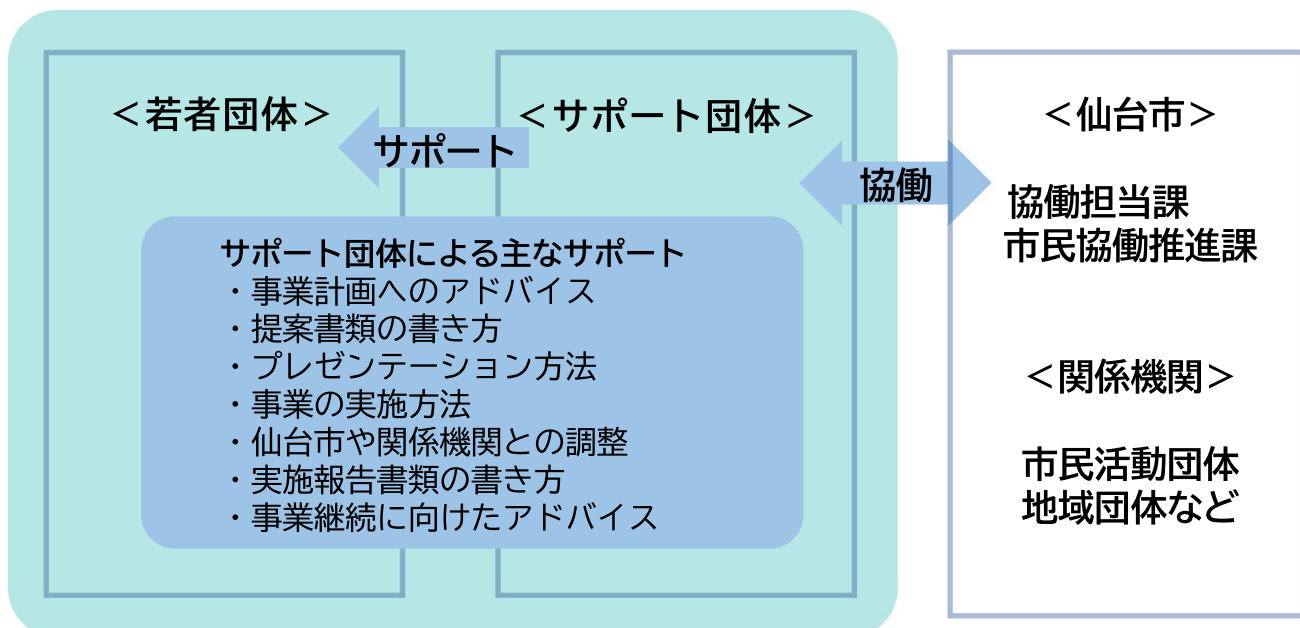 ＜若者団体＞
サポート
＜サポート団体＞
協働
サポート団体による主なサポート
・事業計画へのアドバイス
・提案書類の書き方
・プレゼンテーション方法
・事業の実施方法
・仙台市や関係機関との調整
・実施報告書類の書き方
・事業継続に向けたアドバイス
＜仙台市＞
協働担当課
市民協働推進課
＜関係機関＞
市民活動団体
地域団体など